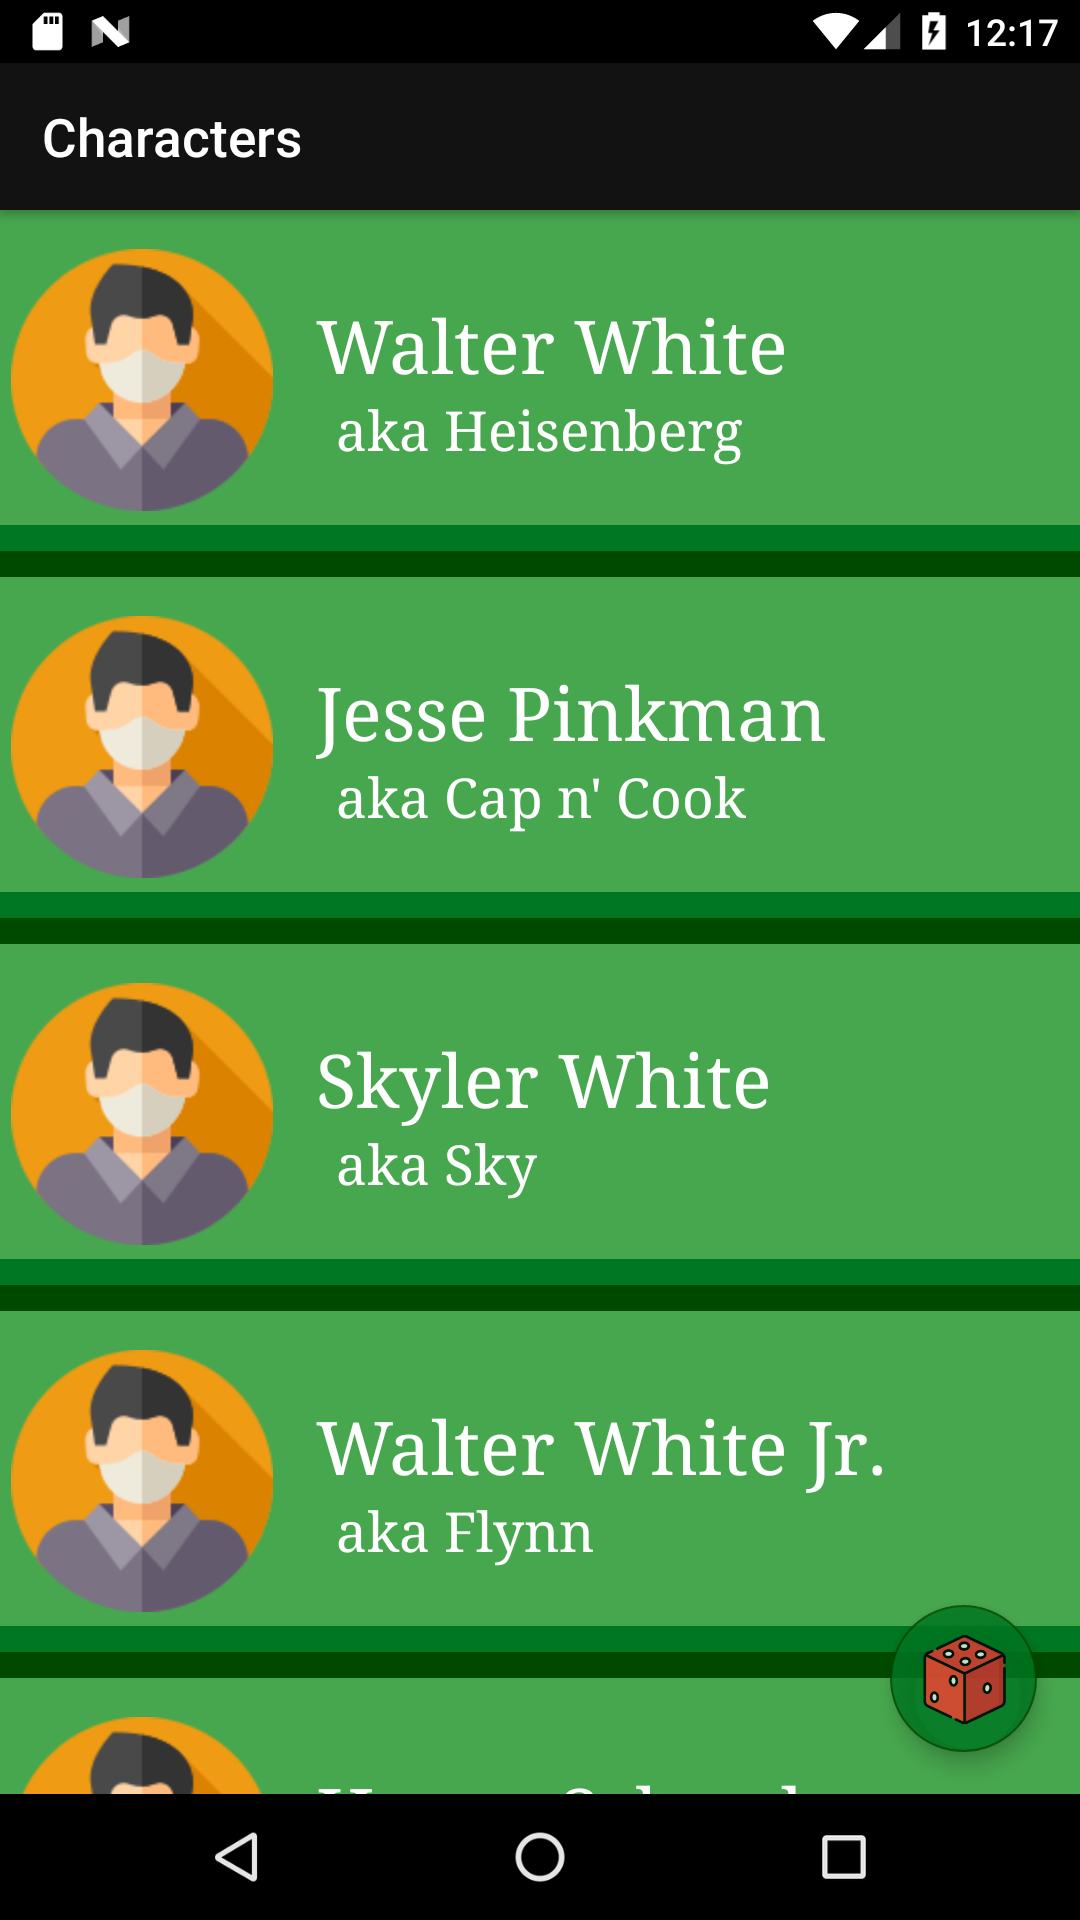 12:17
Characters
Walter White
aka Heisenberg
Jesse Pinkman
aka Cap n' Cook
Skyler White
aka Sky
Walter White Jr.
aka Flynn